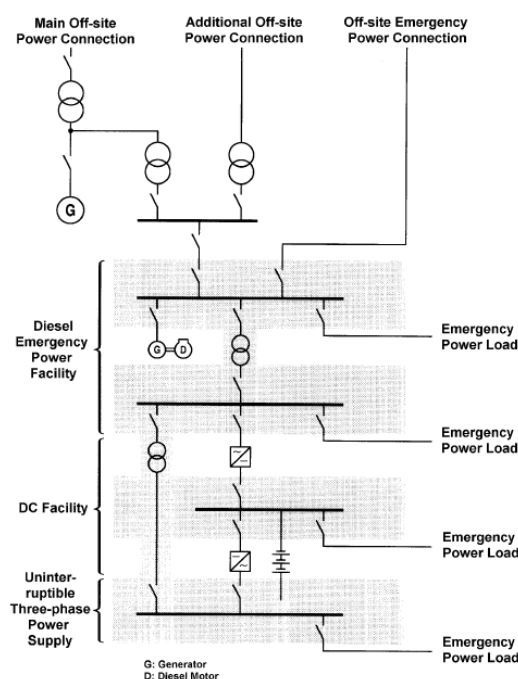 Main Off-site
Power Connection
Additional Off-site
Power Connection
Off-site Emergency
Power Connection
G
Diesel
Emergency
Power
Facility
G
D
Emergency
Power Load
Emergency
Power Load
DC Facility
Emergency
Power Load
Uninter-
ruptible
Three-phase
Power
Supply
Emergency
Power Load
G: Generator
D: Diesel Motor